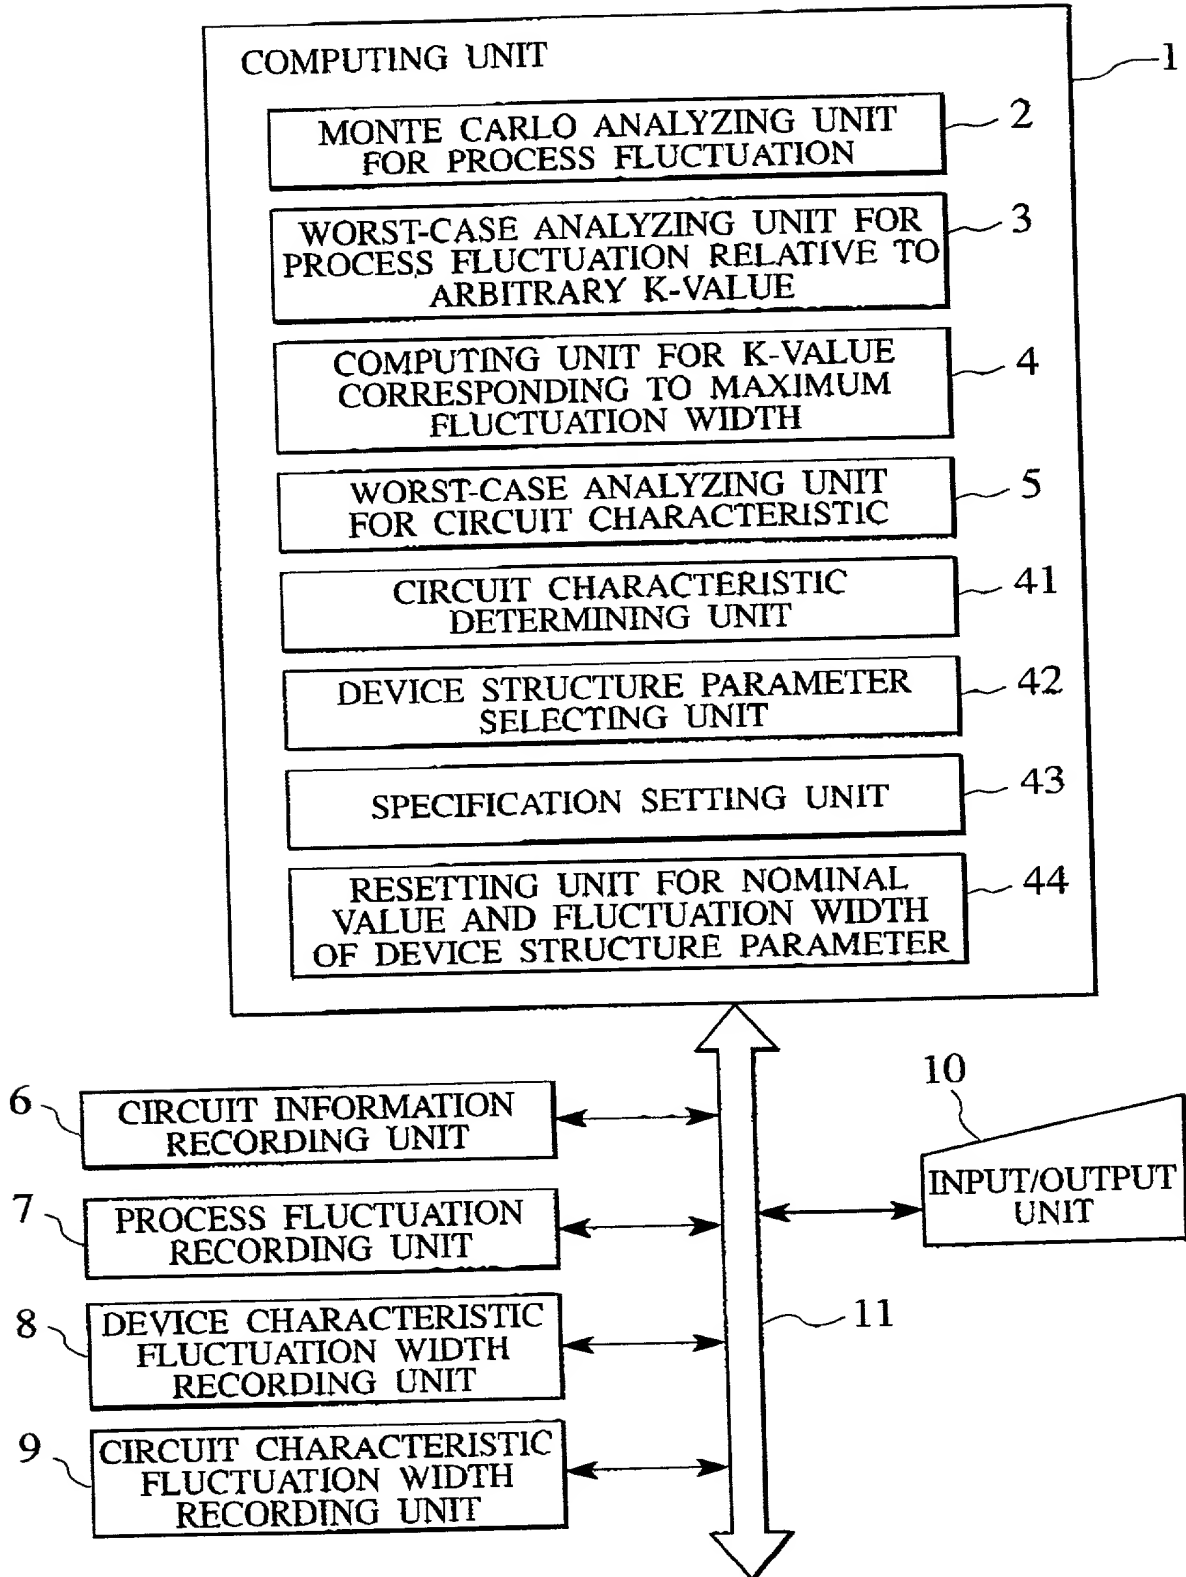 COMPUTING UNIT
1
MONTE CARLO ANALYZING UNIT
FOR PROCESS FLUCTUATION
2
WORST-CASE ANALYZING UNIT FOR
PROCESS FLUCTUATION RELATIVE TO
ARBITRARY K-VALUE
3
COMPUTING UNIT FOR K-VALUE
CORRESPONDING TO MAXIMUM
FLUCTUATION WIDTH
4
WORST-CASE ANALYZING UNIT
FOR CIRCUIT CHARACTERISTIC
5
CIRCUIT CHARACTERISTIC
DETERMINING UNIT
41
DEVICE STRUCTURE PARAMETER
SELECTING UNIT
42
SPECIFICATION SETTING UNIT
43
RESETTING UNIT FOR NOMINAL
VALUE AND FLUCTUATION WIDTH
OF DEVICE STRUCTURE PARAMETER
44
6
CIRCUIT INFORMATION
RECORDING UNIT
10
INPUT/OUTPUT
UNIT
7
PROCESS FLUCTUATION
RECORDING UNIT
8
DEVICE CHARACTERISTIC
FLUCTUATION WIDTH
RECORDING UNIT
11
9
CIRCUIT CHARACTERISTIC
FLUCTUATION WIDTH
RECORDING UNIT